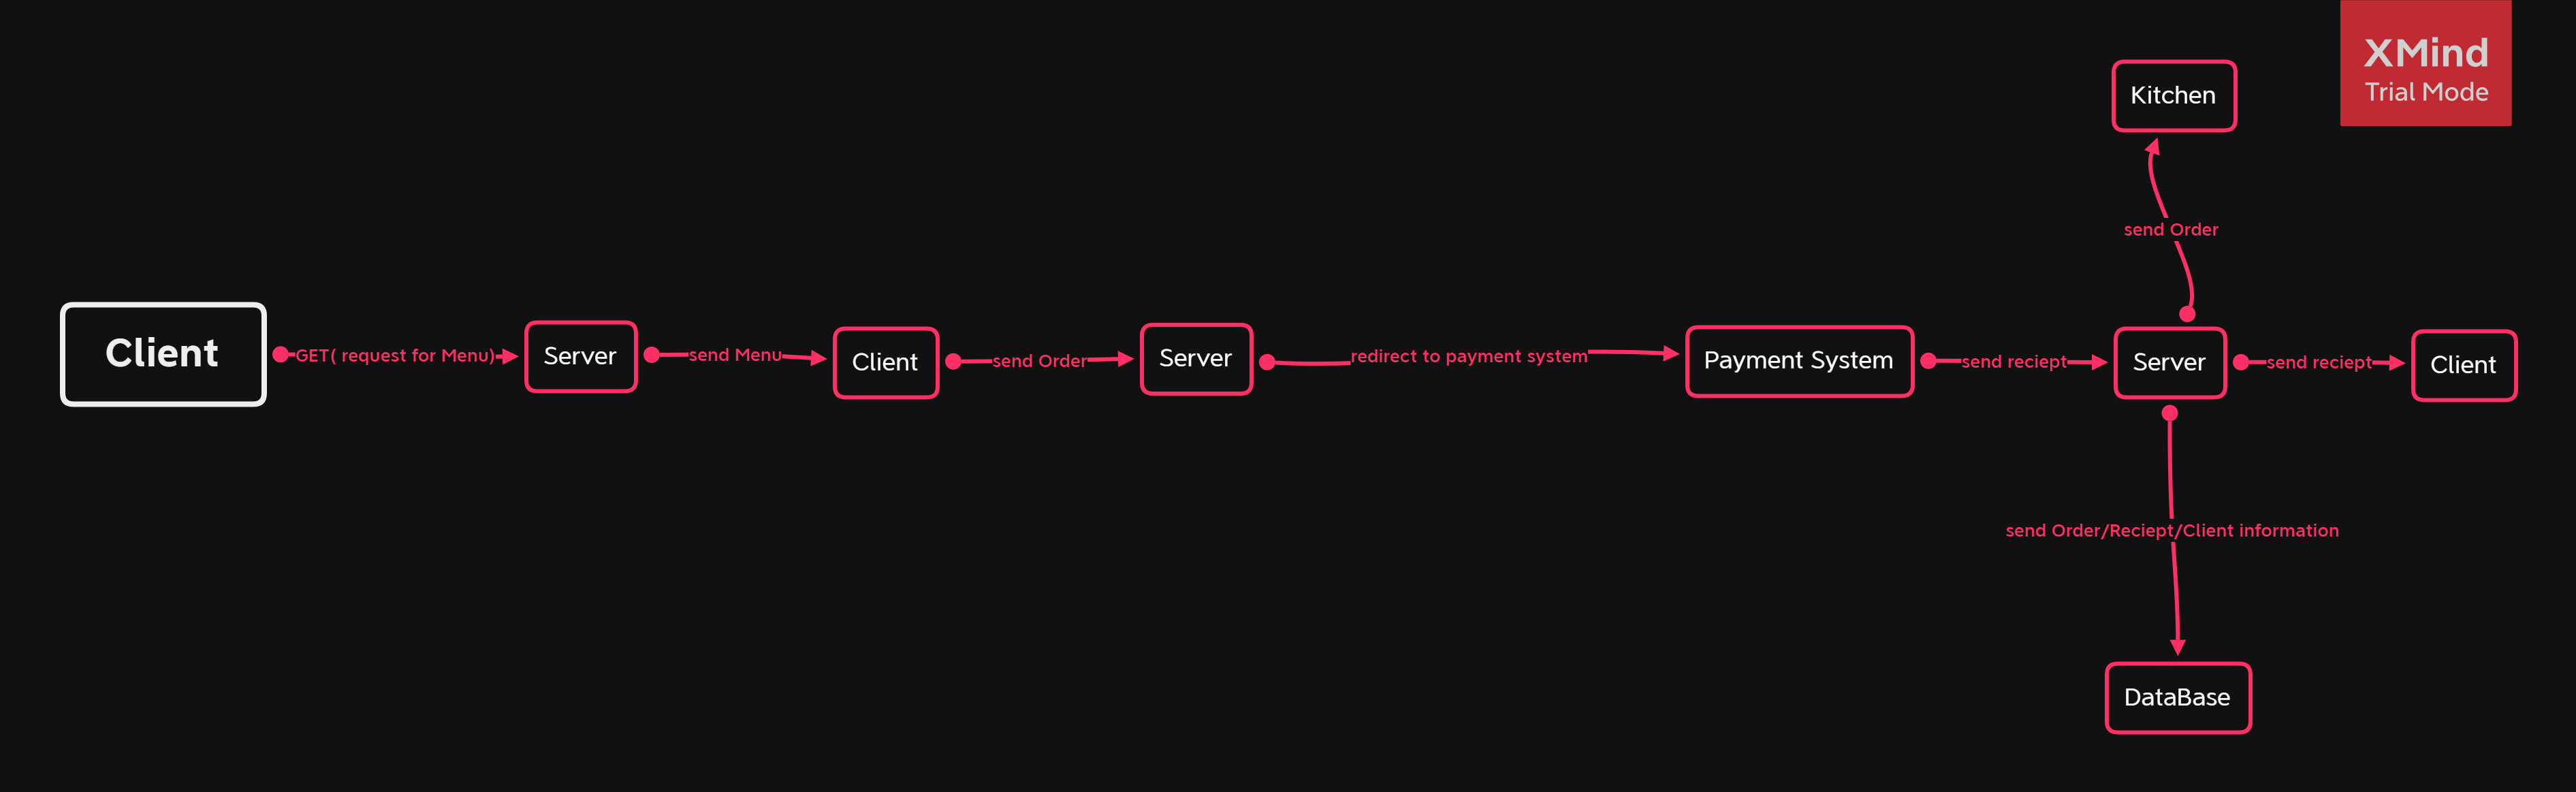 XMind
Trial Mode
Kitchen
send Order
Client
GET( request for Menu)
Server
send Menu
Client
send Order
Server
redirect to payment system
Payment System
send reciept
Server
send reciept
Client
send Order/Reciept/Client information
DataBase